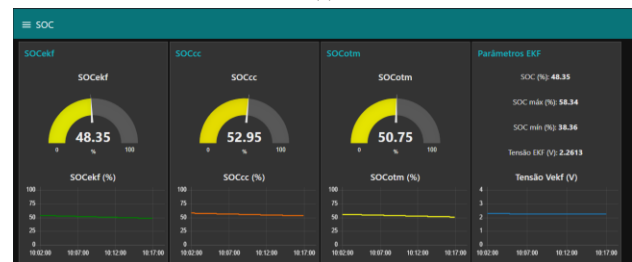 SOC
SOCekf
SOCekf
48.35
0 % 100
SOCekf (%)
100
75
50
25
0
10:02:00 10:07:00 10:12:00 10:17:00
SOCcc
SOCcc
52.95
0 % 100
SOCcc (%)
100
75
50
25
0
10:02:00 10:07:00 10:12:00 10:17:00
SOCotm
SOCotm
50.75
0 % 100
SOCotm (%)
100
75
50
25
0
10:02:00 10:07:00 10:12:00 10:17:00
Parâmetros EKF
SOC (%): 48.35
SOC máx (%): 58.34
SOC mín (%): 38.36
Tensão EKF (V): 2.2613
Tensão Vekf (V)
4
3
2
1
0
10:02:00 10:07:00 10:12:00 10:17:00